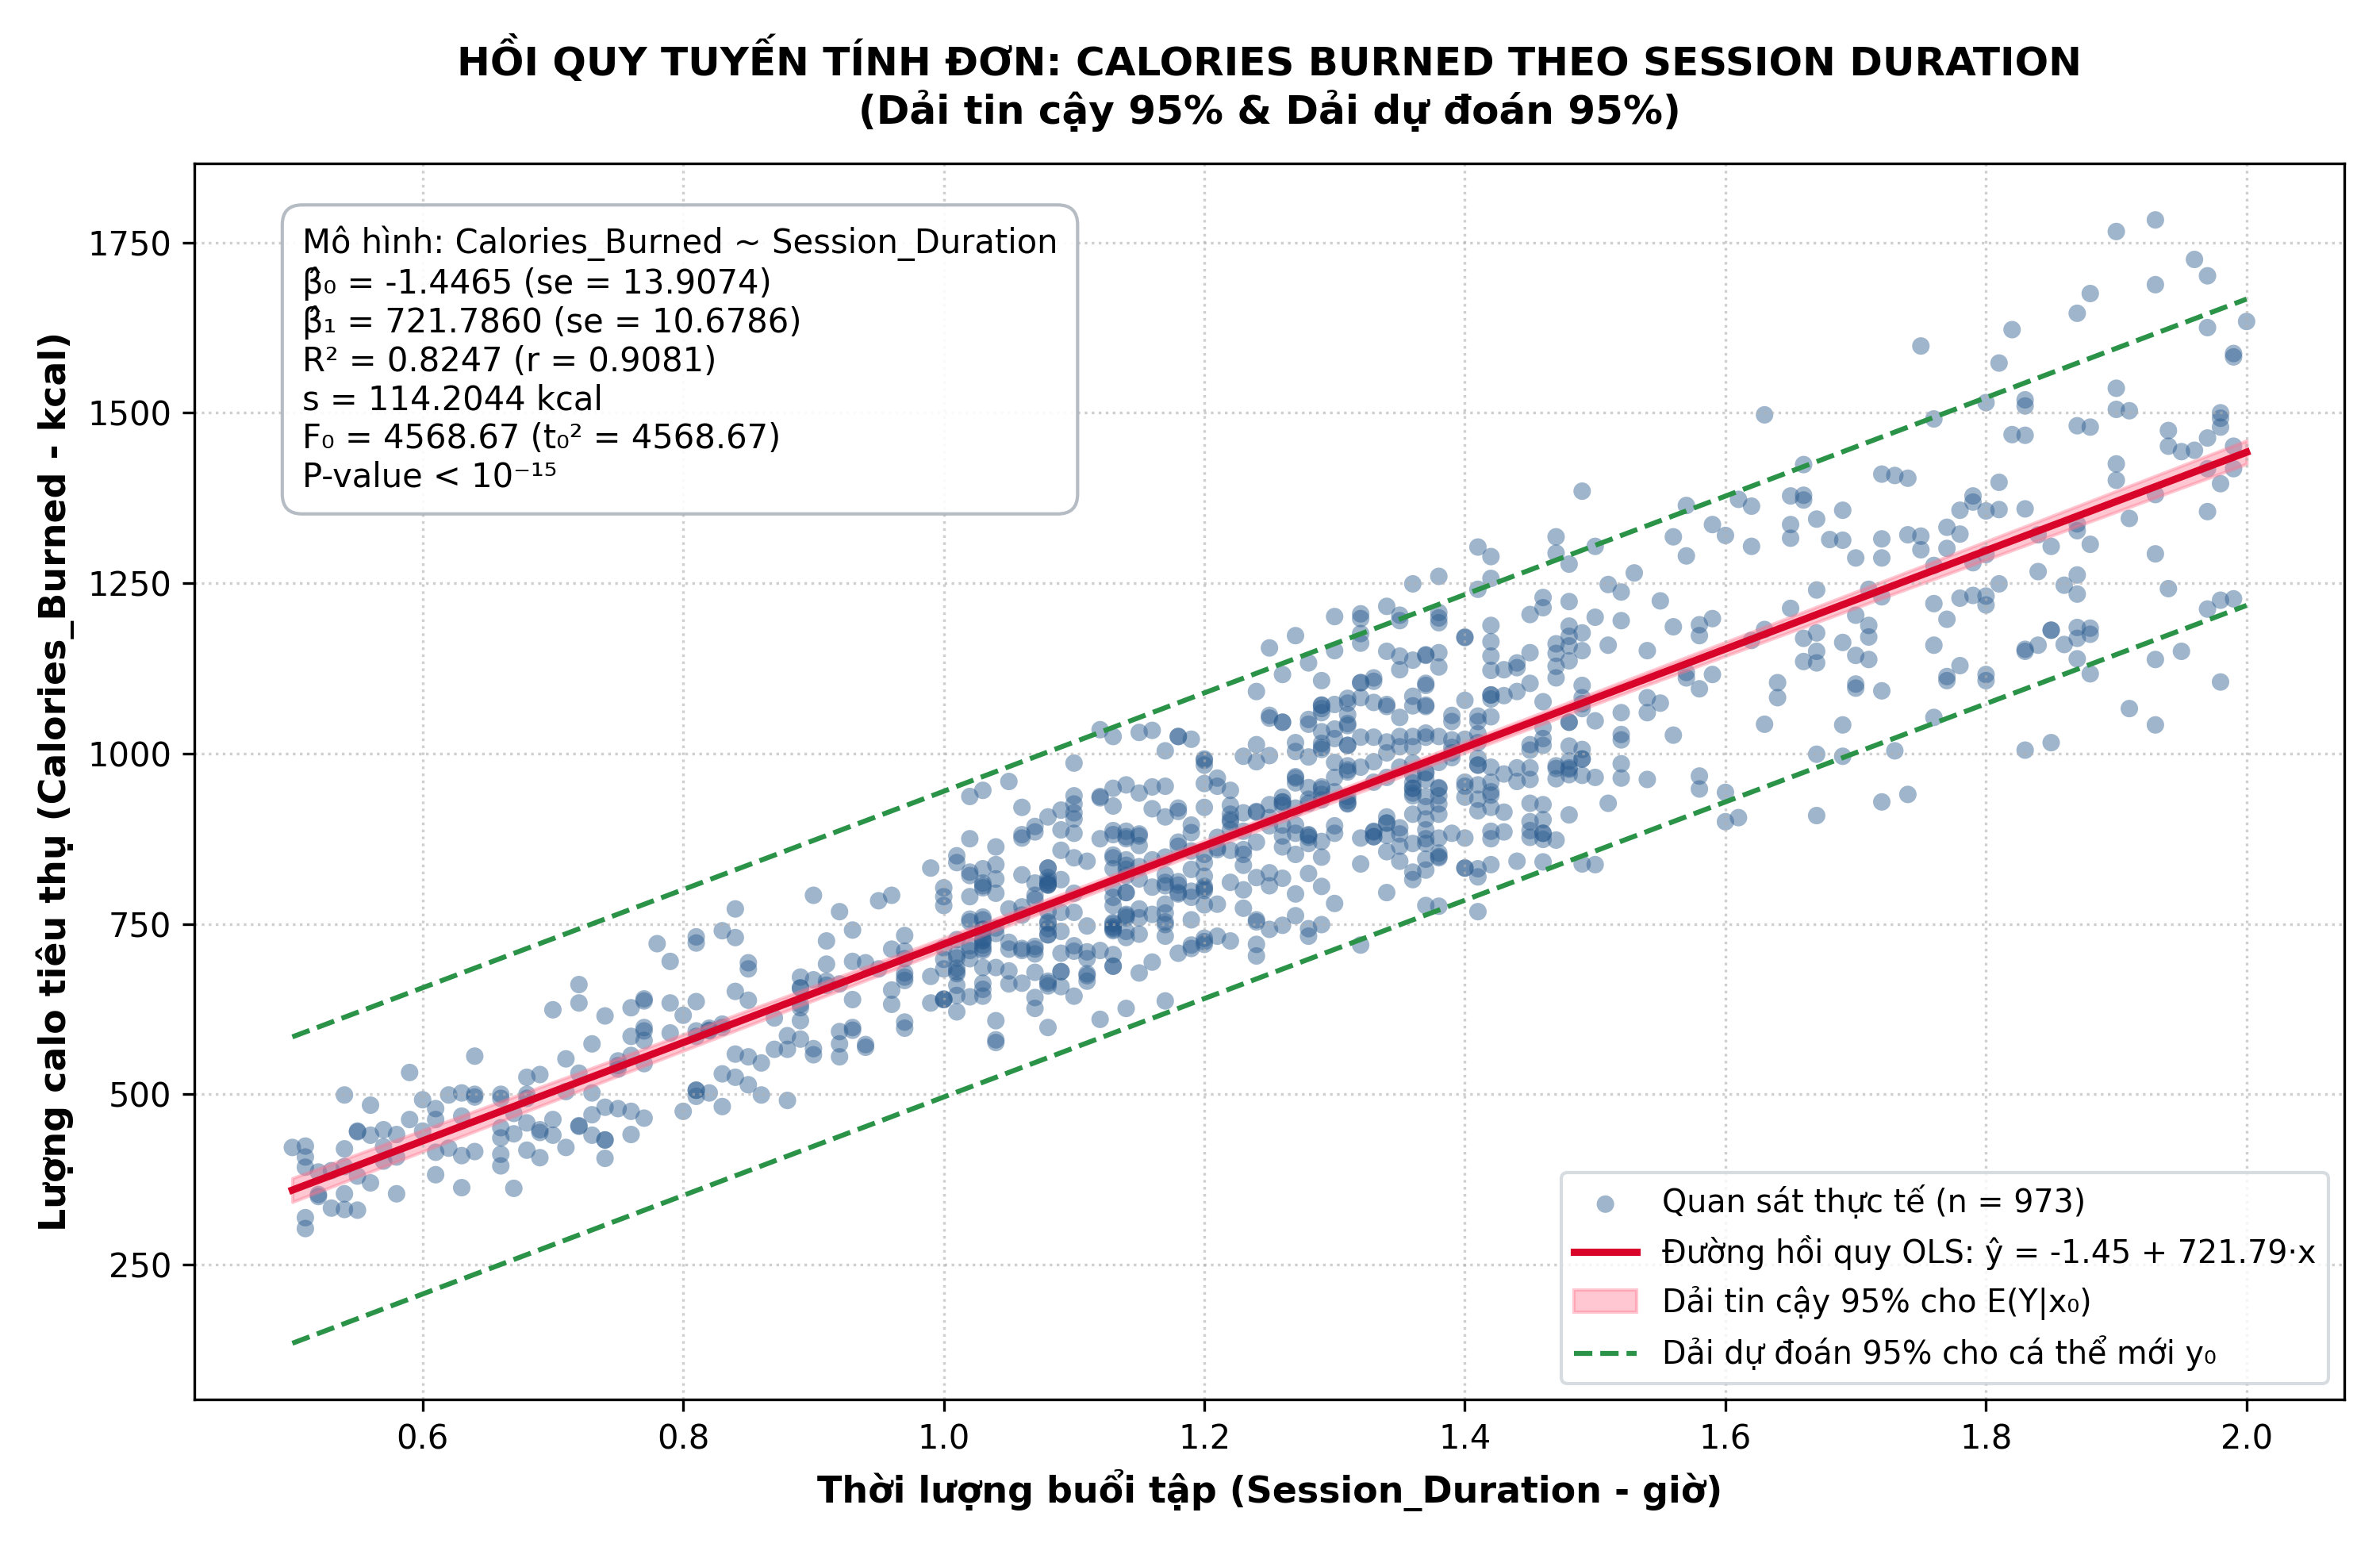 HỒI QUY TUYẾN TÍNH ĐƠN: CALORIES BURNED THEO SESSION DURATION
(Dải tin cậy 95% & Dải dự đoán 95%)
Mô hình: Calories_Burned ~ Session_Duration
β̂₀ = -1.4465 (se = 13.9074)
β̂₁ = 721.7860 (se = 10.6786)
R² = 0.8247 (r = 0.9081)
s = 114.2044 kcal
F₀ = 4568.67 (t₀² = 4568.67)
P-value < 10⁻¹⁵
Lượng calo tiêu thụ (Calories_Burned - kcal)
1750
1500
1250
1000
750
500
250
Quan sát thực tế (n = 973)
Đường hồi quy OLS: ŷ = -1.45 + 721.79·x
Dải tin cậy 95% cho E(Y|x₀)
Dải dự đoán 95% cho cá thể mới y₀
0.6 0.8 1.0 1.2 1.4 1.6 1.8 2.0
Thời lượng buổi tập (Session_Duration - giờ)